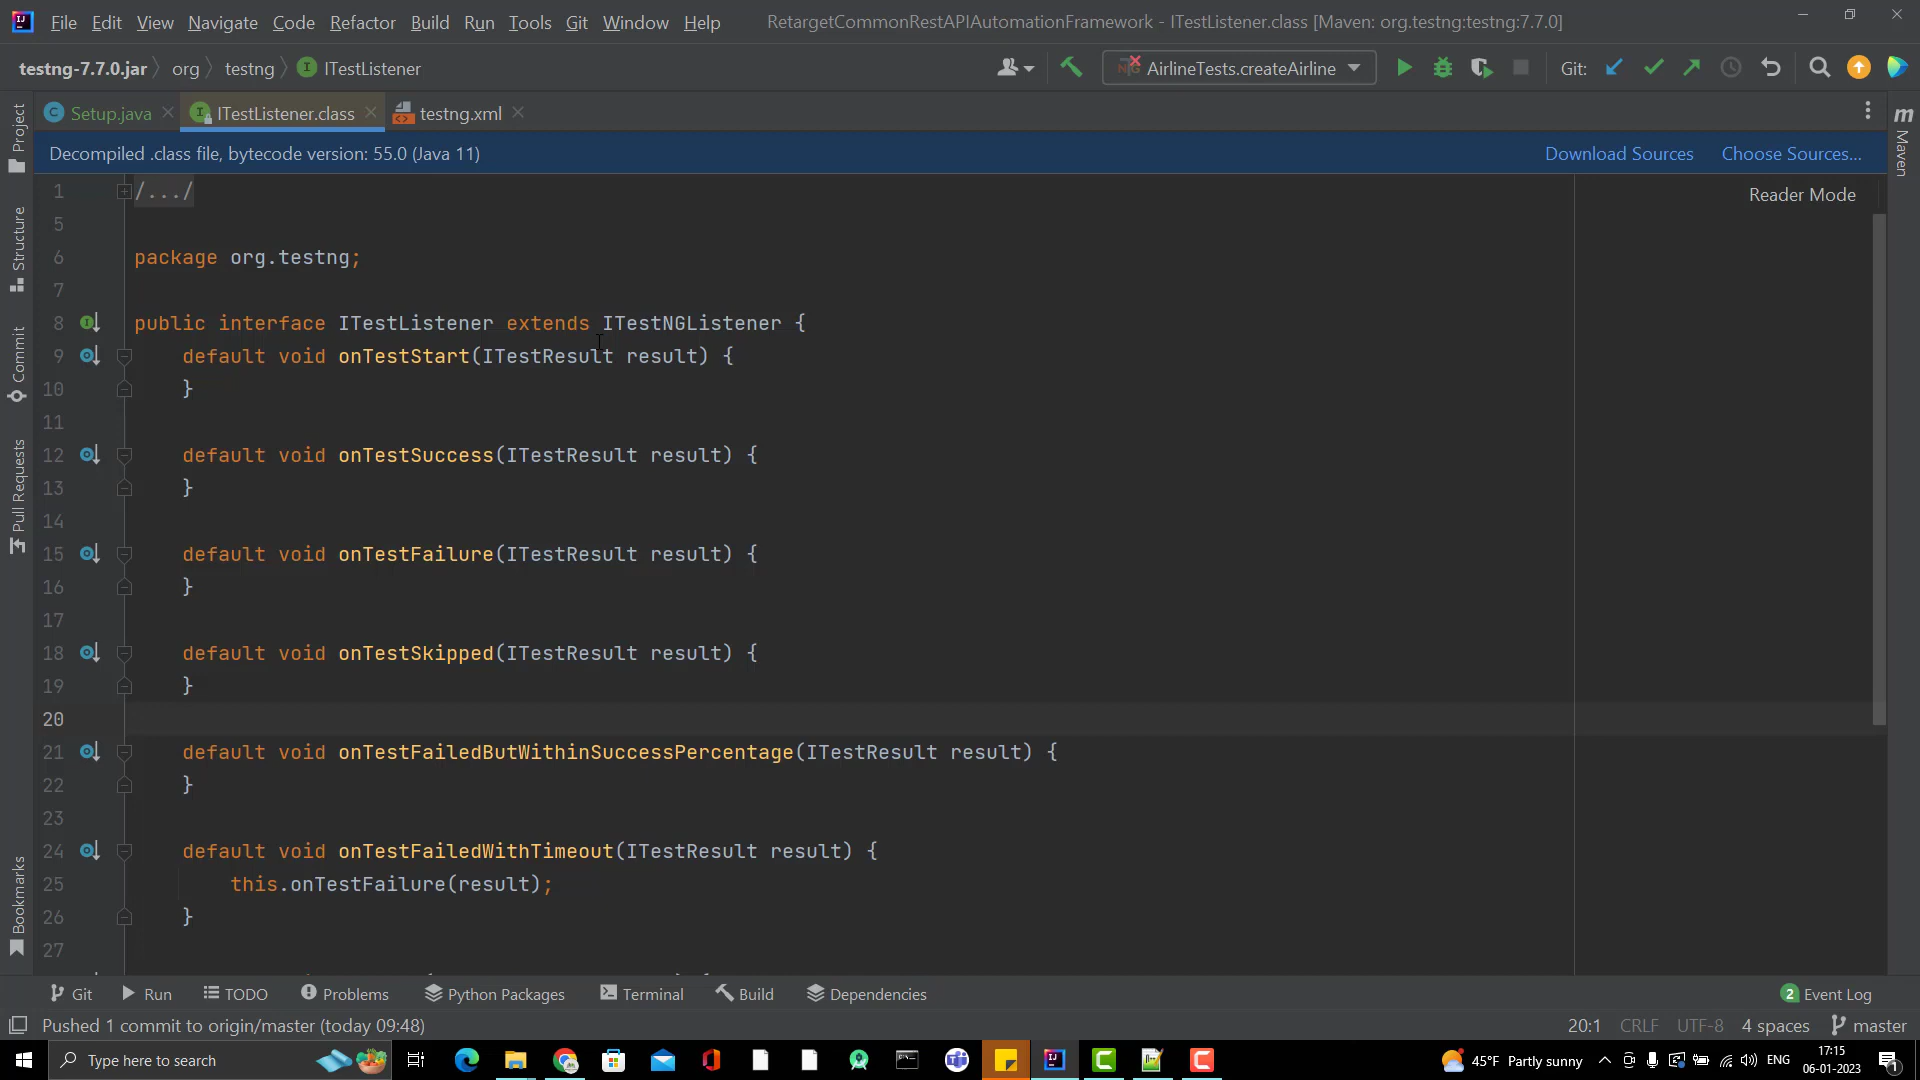 File Edit View Navigate Code Refactor Build Run Tools Git Window Help RetargetCommonRestAPIAutomationFramework - ITestListener.class [Maven: org.testng:testng:7.7.0]
testng-7.7.0.jar org testng ITestListener AirlineTests.createAirline Git:
Setup.java ITestListener.class testng.xml
Decompiled .class file, bytecode version: 55.0 (Java 11) Download Sources Choose Sources...
Reader Mode
1 /.../
5
6 package org.testng;
7
8 public interface ITestListener extends ITestNGListener {
9 default void onTestStart(ITestResult result) {
10 }
11
12 default void onTestSuccess(ITestResult result) {
13 }
14
15 default void onTestFailure(ITestResult result) {
16 }
17
18 default void onTestSkipped(ITestResult result) {
19 }
20
21 default void onTestFailedButWithinSuccessPercentage(ITestResult result) {
22 }
23
24 default void onTestFailedWithTimeout(ITestResult result) {
25 this.onTestFailure(result);
26 }
27
Project
Structure
Commit
Pull Requests
Bookmarks
Maven
Git Run TODO Problems Python Packages Terminal Build Dependencies 2 Event Log
Pushed 1 commit to origin/master (today 09:48) 20:1 CRLF UTF-8 4 spaces master
Type here to search 45°F Partly sunny ENG 17:15
06-01-2023 1